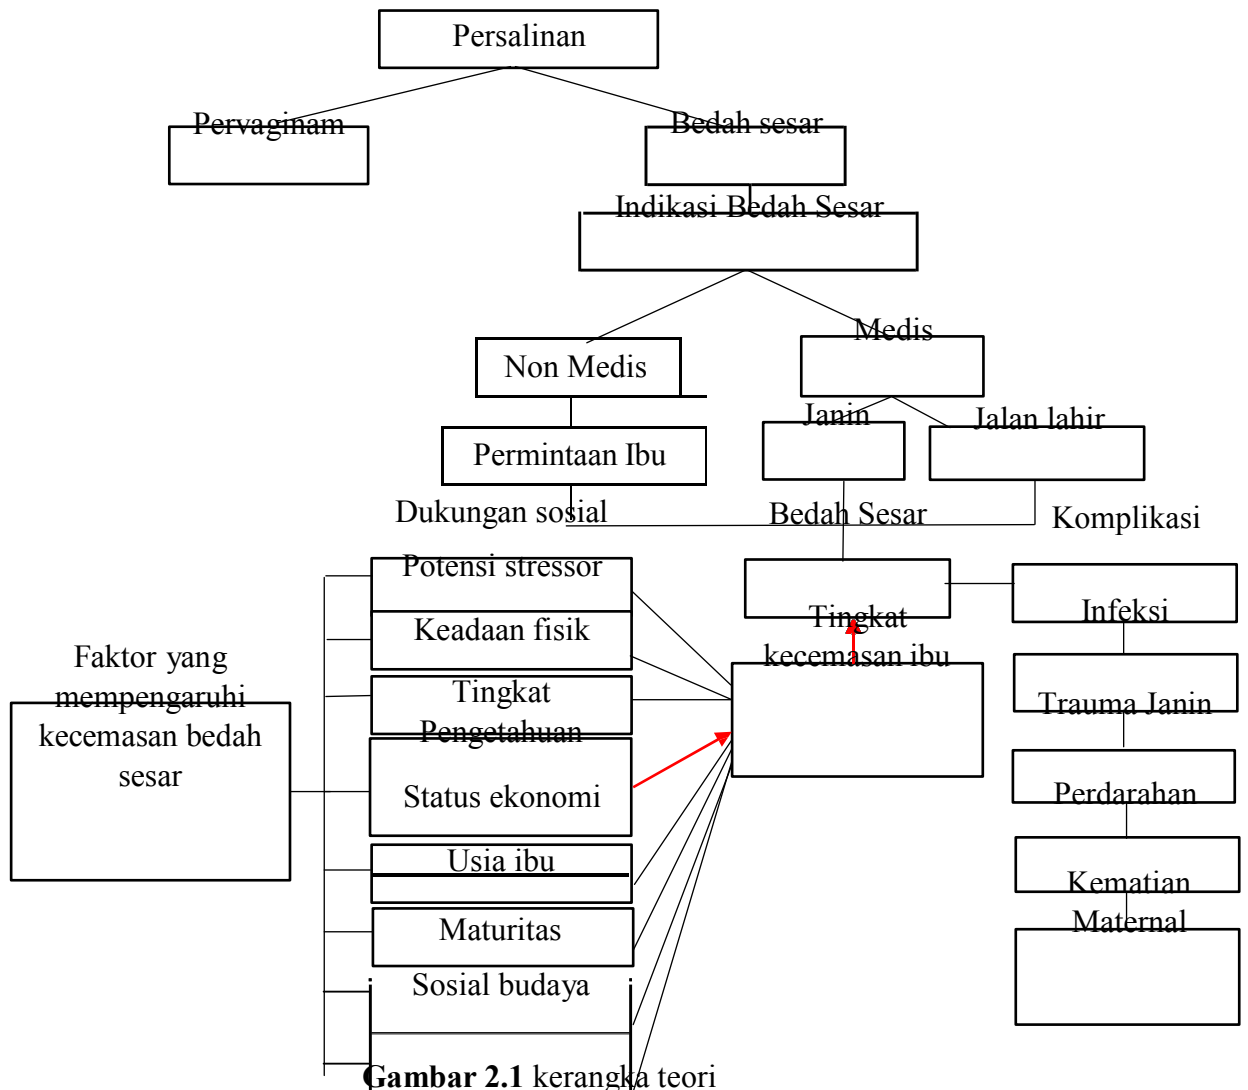 Persalinan
Pervaginam
Bedah sesar
Indikasi Bedah Sesar
Non Medis
Medis
Permintaan Ibu
Janin
Jalan lahir
Dukungan sosial
Bedah Sesar
Komplikasi
Potensi stressor
Keadaan fisik
Tingkat
Pengetahuan
Status ekonomi
Usia ibu
Maturitas
Sosial budaya
Faktor yang
mempengaruhi
kecemasan bedah
sesar
Tingkat
kecemasan ibu
Infeksi
Trauma Janin
Perdarahan
Kematian
Maternal
Gambar 2.1 kerangka teori